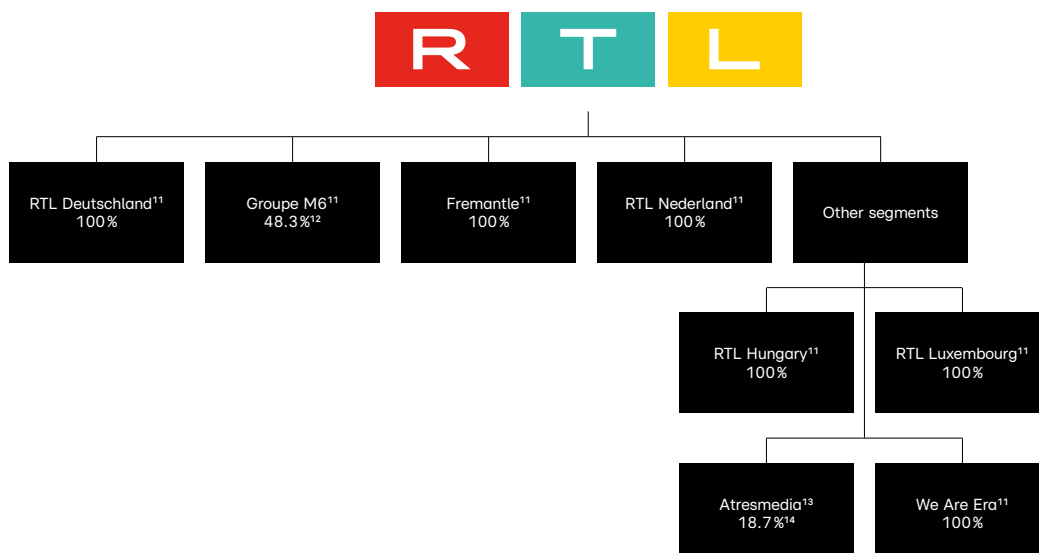 R T L
RTL Deutschland¹¹
100%
Groupe M6¹¹
48.3%¹²
Fremantle¹¹
100%
RTL Nederland¹¹
100%
Other segments
RTL Hungary¹¹
100%
RTL Luxembourg¹¹
100%
Atresmedia¹³
18.7%¹⁴
We Are Era¹¹
100%